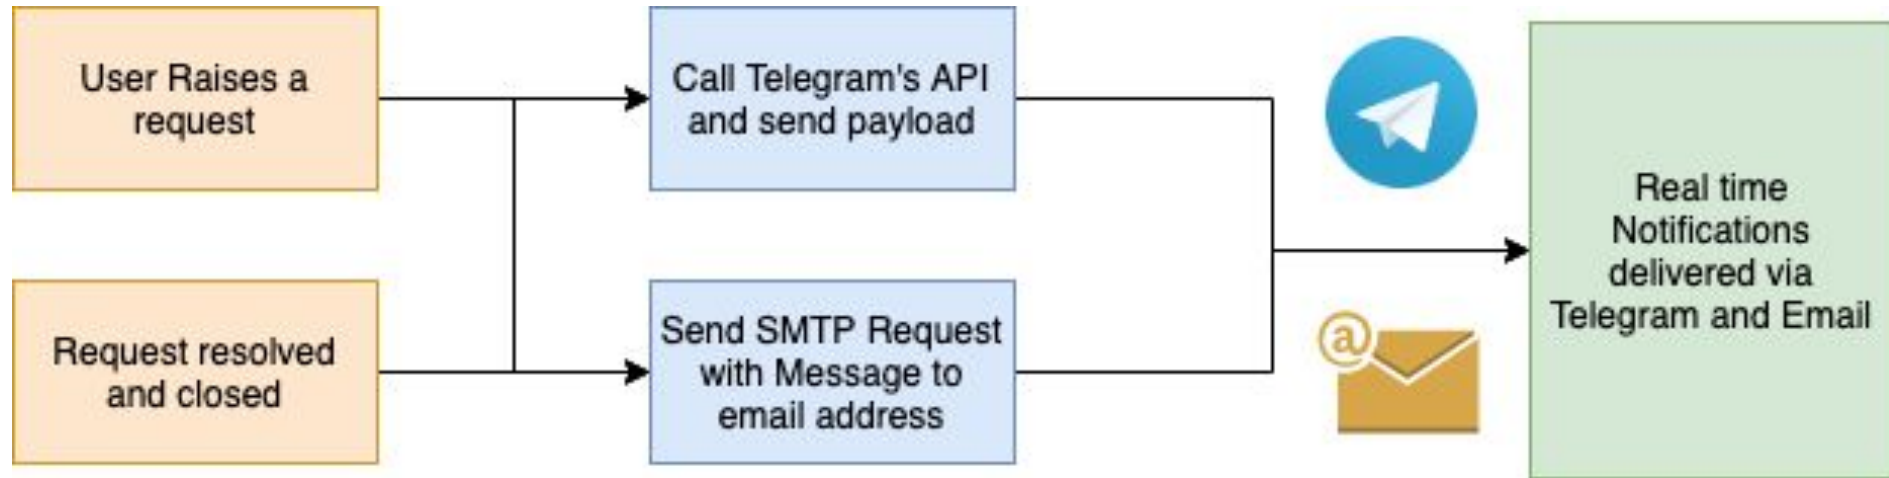 User Raises a
request
Call Telegram's API
and send payload
Request resolved
and closed
Send SMTP Request
with Message to
email address
@
Real time
Notifications
delivered via
Telegram and Email